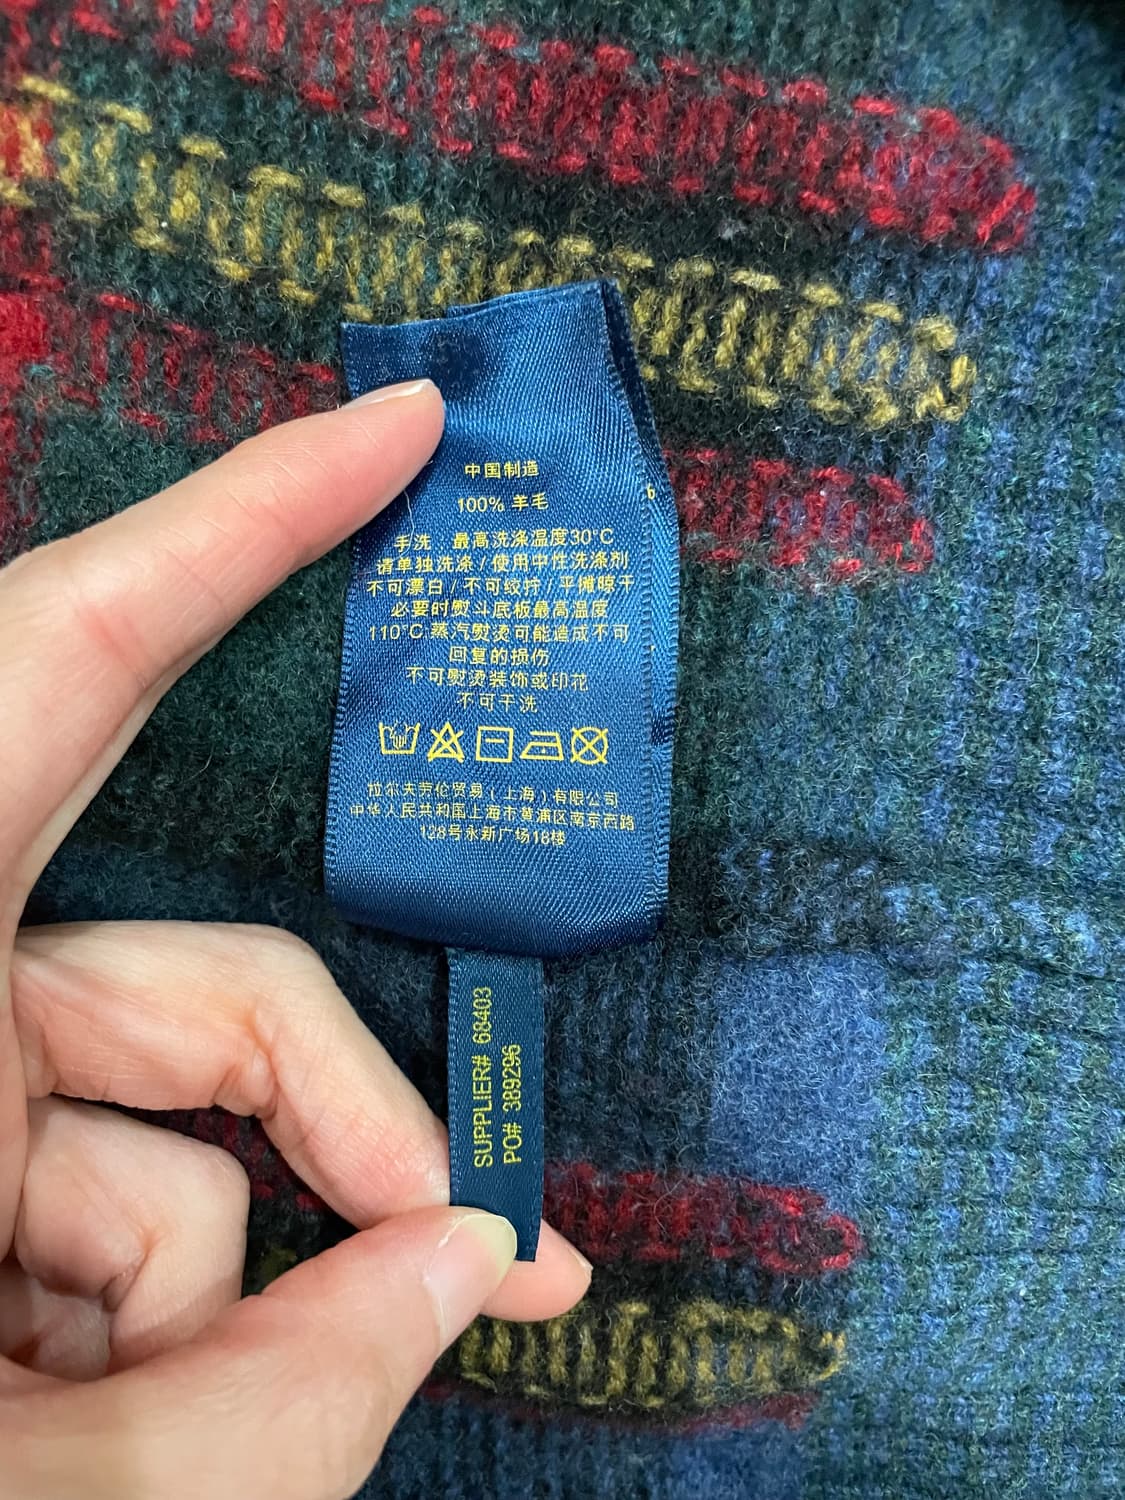 中国制造
100% 羊毛
手洗 最高洗涤温度30°C
请单独洗涤 / 使用中性洗涤剂
不可漂白 / 不可绞拧 / 平摊晾干
必要时熨斗底板最高温度
110°C 蒸汽熨烫可能造成不可
回复的损伤
不可熨烫装饰或印花
不可干洗
拉尔夫劳伦贸易（上海）有限公司
中华人民共和国上海市黄浦区南京西路
128号永新广场18楼
SUPPLIER# 68403
PO# 389296